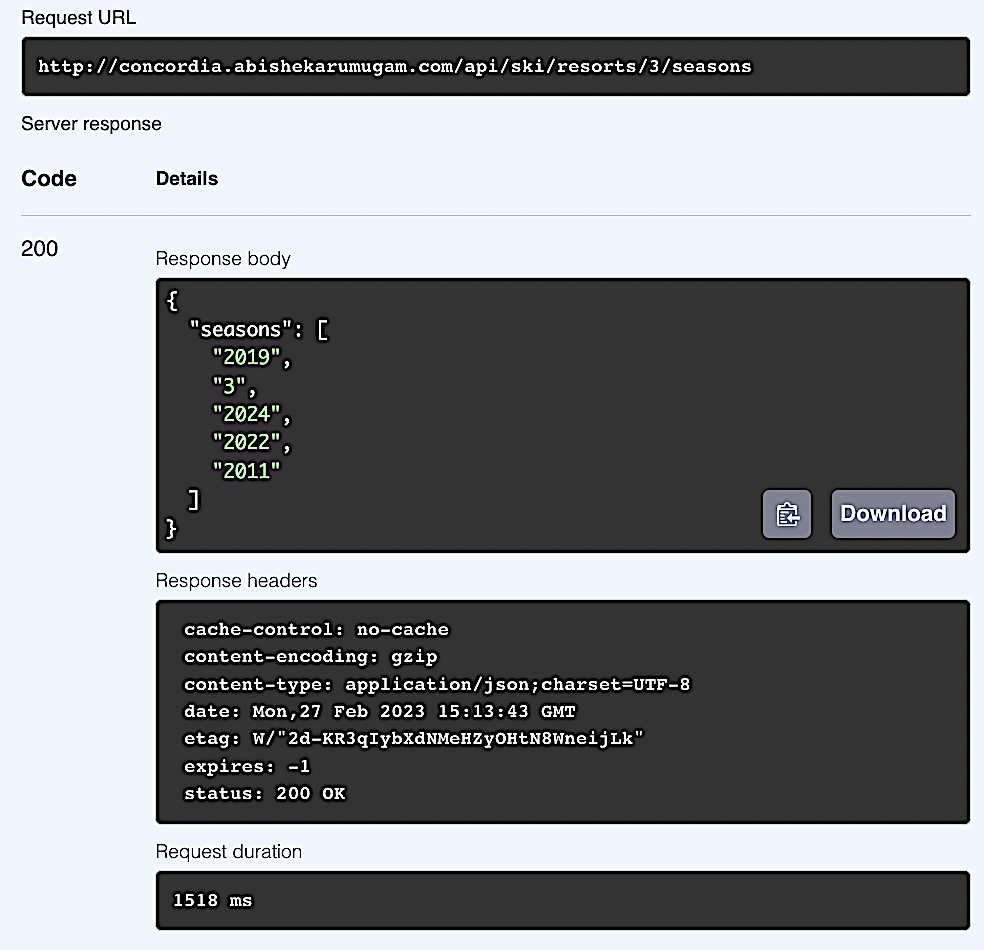 Request URL
http://concordia.abishekarumugam.com/api/ski/resorts/3/seasons
Server response
Code Details
200
Response body
{
"seasons": [
"2019",
"3",
"2024",
"2022",
"2011"
]
}
Download
Response headers
cache-control: no-cache
content-encoding: gzip
content-type: application/json;charset=UTF-8
date: Mon,27 Feb 2023 15:13:43 GMT
etag: W/"2d-KR3qIybXdNMeHZyOHtN8WneijLk"
expires: -1
status: 200 OK
Request duration
1518 ms